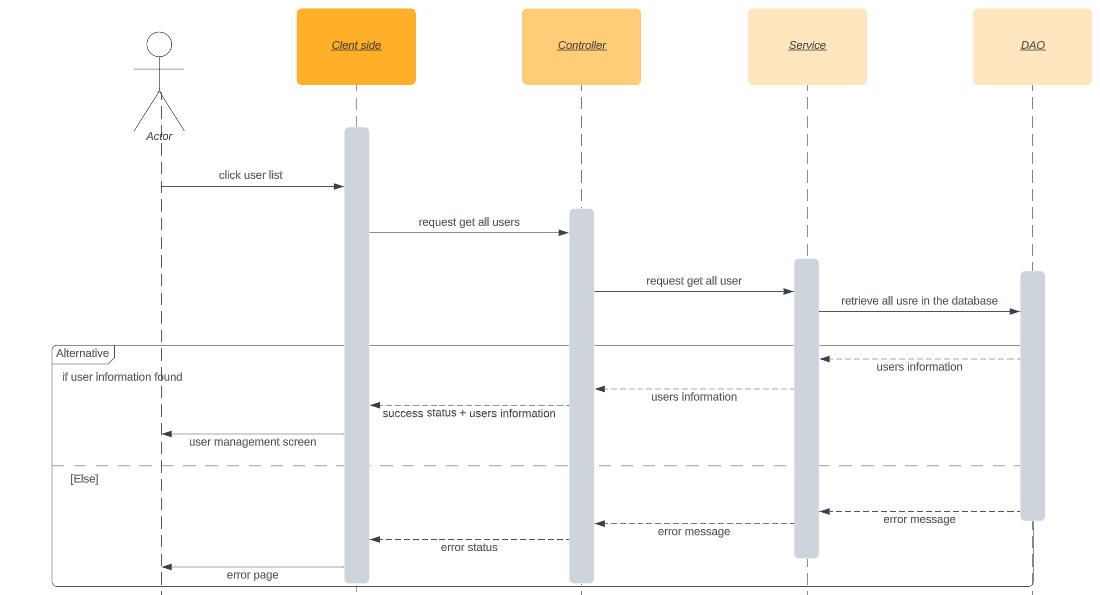 Clent side
Controller
Service
DAO
Actor
click user list
request get all users
request get all user
retrieve all usre in the database
Alternative
if user information found
users information
users information
success status + users information
user management screen
[Else]
error message
error message
error status
error page